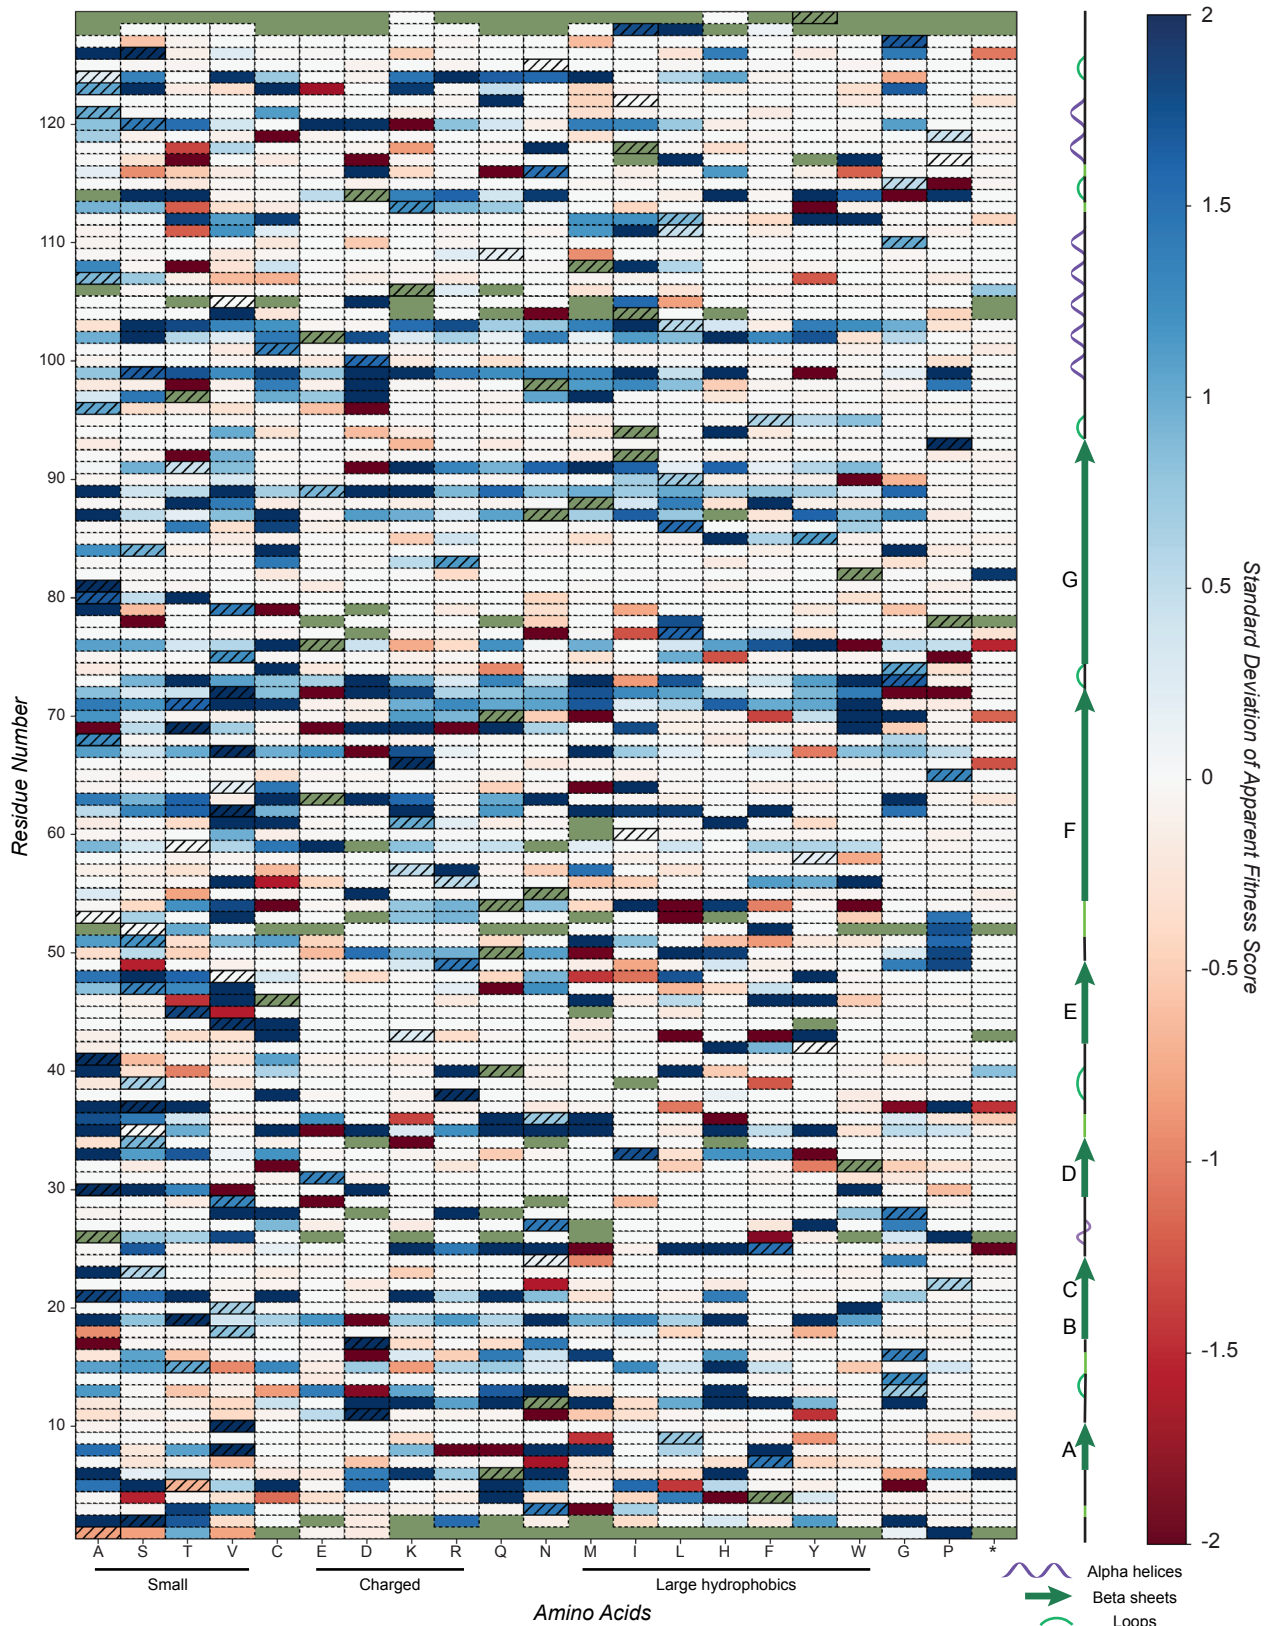 Residue Number
120
110
100
90
80
70
60
50
40
30
20
10
A S T V C E D K R Q N M I L H F Y W G P *
Small
Charged
Large hydrophobics
Amino Acids
G
F
E
D
C
B
A
2
1.5
1
0.5
0
-0.5
-1
-1.5
-2
Standard Deviation of Apparent Fitness Score
Alpha helices
Beta sheets
Loops